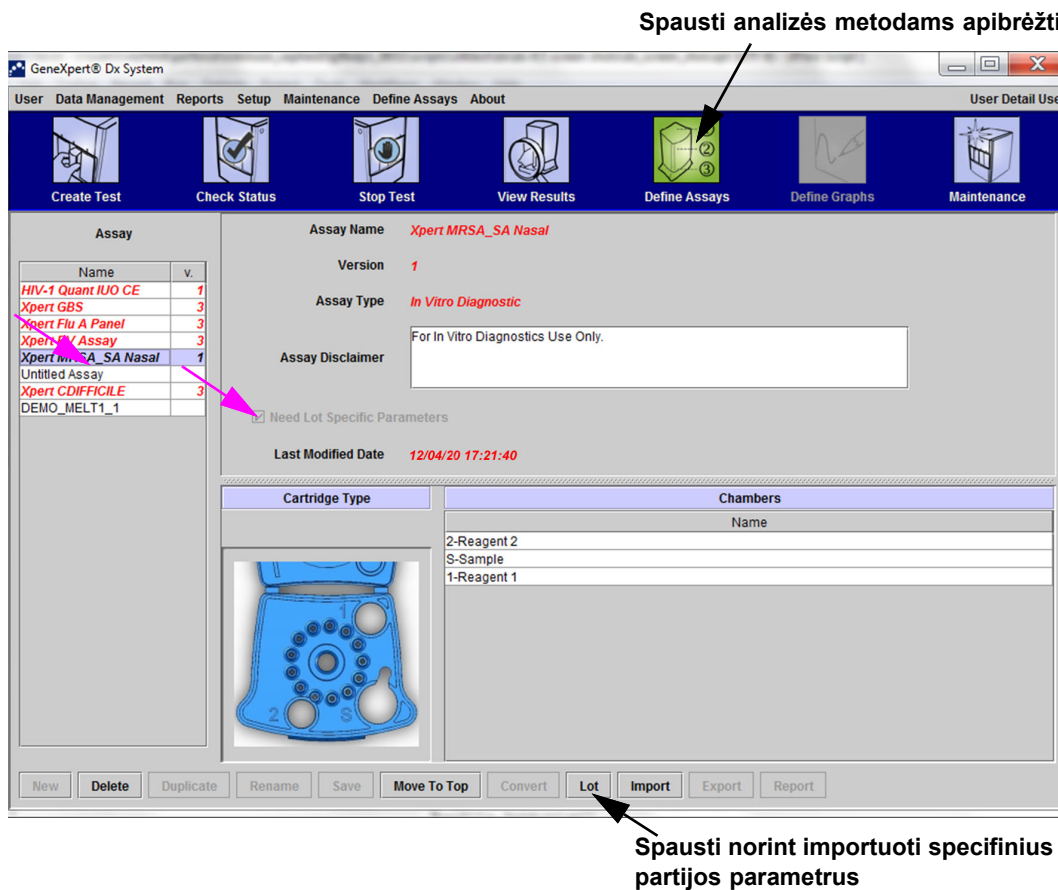 Spausti analizės metodams apibrėžti
GeneXpert® Dx System
User Data Management Reports Setup Maintenance Define Assays About User Detail Use
Create Test Check Status Stop Test View Results Define Assays Define Graphs Maintenance
Assay
Name v.
HIV-1 Quant IUO CE 1
Xpert GBS 3
Xpert Flu A Panel 3
Xpert Assay 3
Xpert MRSA_SA Nasal 1
Untitled Assay
Xpert CDIFFICILE 3
DEMO_MELT1_1
Assay Name Xpert MRSA_SA Nasal
Version 1
Assay Type In Vitro Diagnostic
Assay Disclaimer For In Vitro Diagnostics Use Only.
Need Lot Specific Parameters
Last Modified Date 12/04/20 17:21:40
Cartridge Type
Chambers
Name
2-Reagent 2
S-Sample
1-Reagent 1
1
2 S
New Delete Duplicate Rename Save Move To Top Convert Lot Import Export Report
Spausti norint importuoti specifinius
partijos parametrus